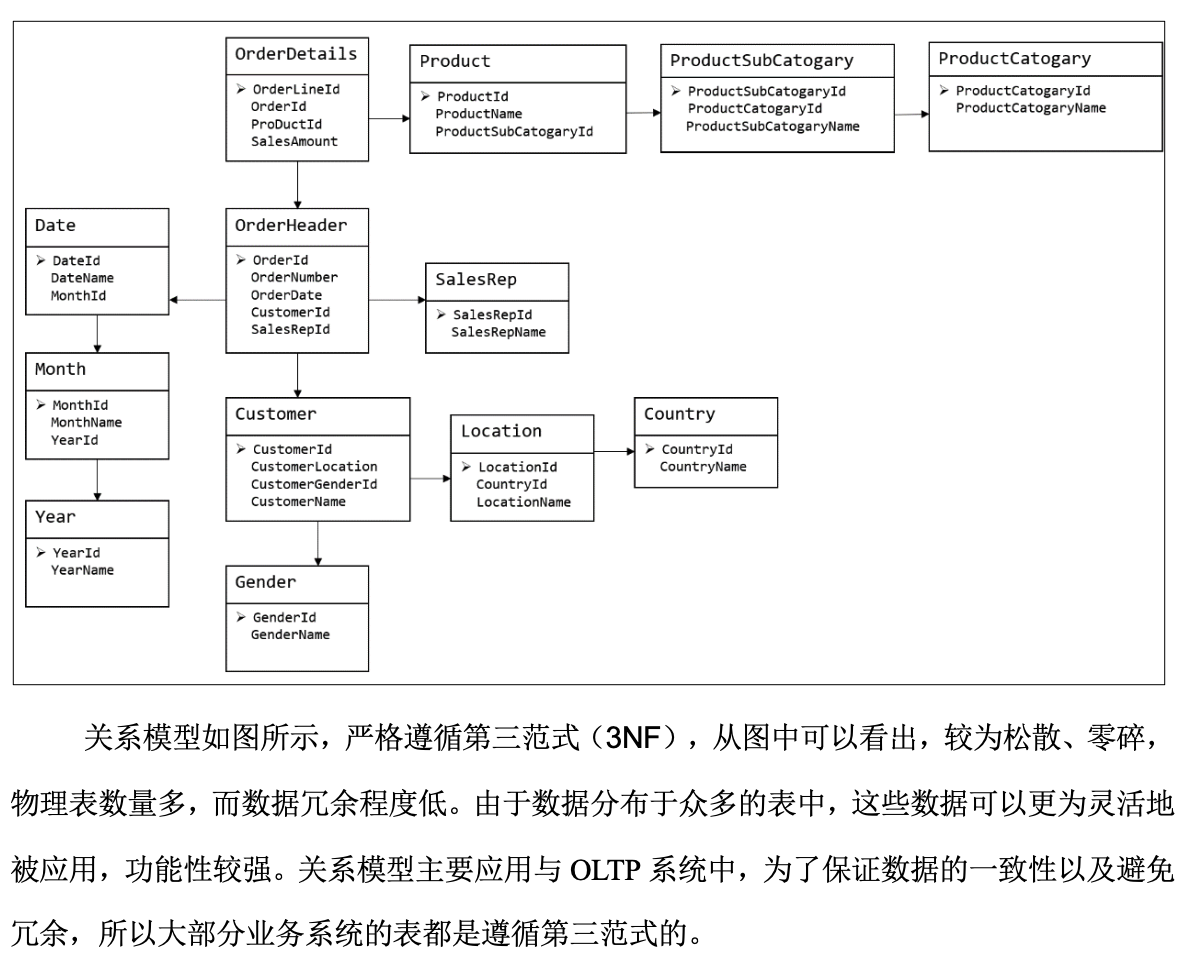 OrderDetails
➢ OrderLineId
OrderId
ProDuctId
SalesAmount
Product
➢ ProductId
ProductName
ProductSubCatogaryId
ProductSubCatogary
➢ ProductSubCatogaryId
ProductCatogaryId
ProductSubCatogaryName
ProductCatogary
➢ ProductCatogaryId
ProductCatogaryName
Date
➢ DateId
DateName
MonthId
OrderHeader
➢ OrderId
OrderNumber
OrderDate
CustomerId
SalesRepId
SalesRep
➢ SalesRepId
SalesRepName
Month
➢ MonthId
MonthName
YearId
Customer
➢ CustomerId
CustomerLocation
CustomerGenderId
CustomerName
Location
➢ LocationId
CountryId
LocationName
Country
➢ CountryId
CountryName
Year
➢ YearId
YearName
Gender
➢ GenderId
GenderName
关系模型如图所示，严格遵循第三范式（3NF），从图中可以看出，较为松散、零碎，
物理表数量多，而数据冗余程度低。由于数据分布于众多的表中，这些数据可以更为灵活地
被应用，功能性较强。关系模型主要应用与 OLTP 系统中，为了保证数据的一致性以及避免
冗余，所以大部分业务系统的表都是遵循第三范式的。